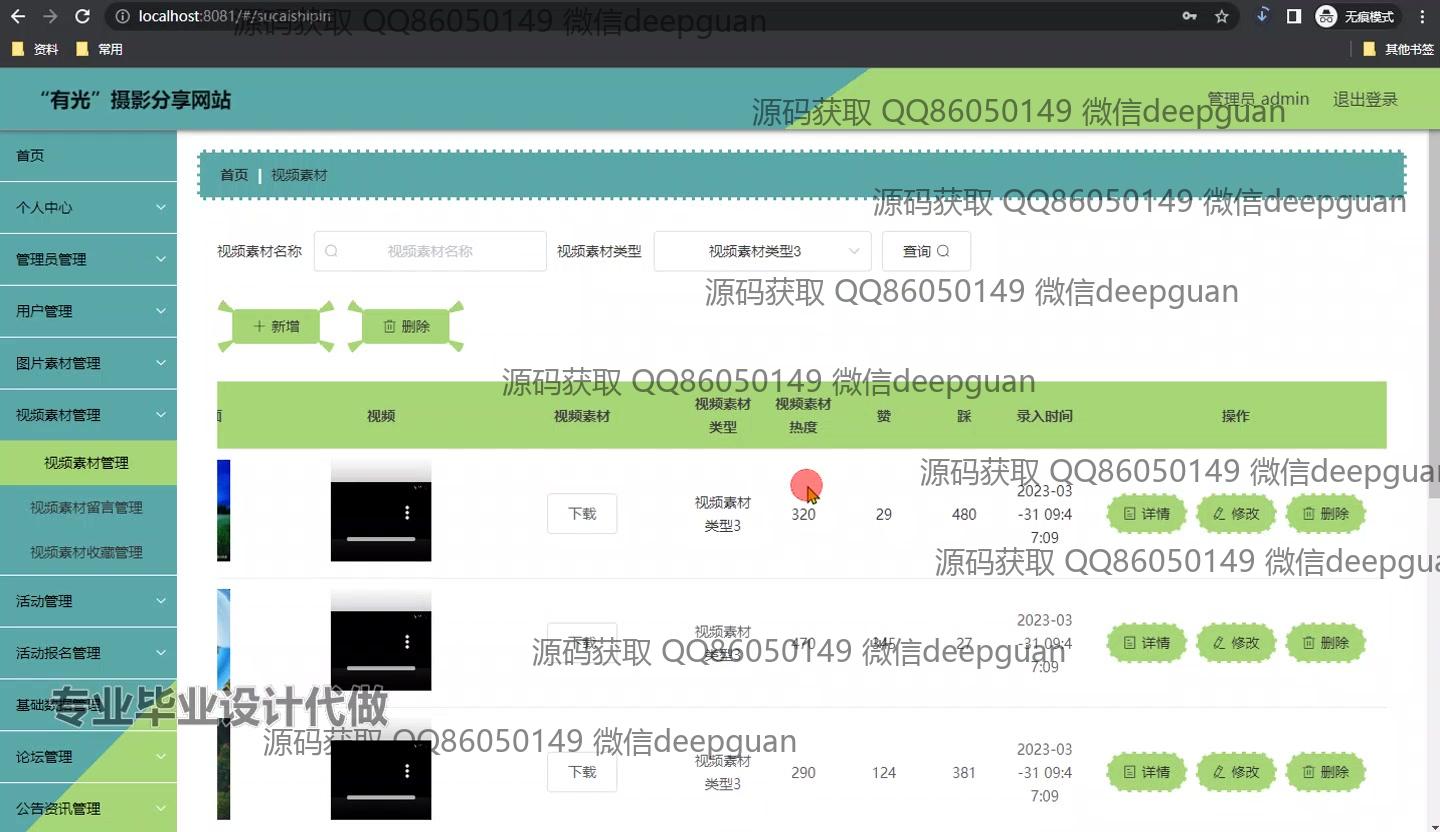 localhost:8081/#/sucaishipin
无痕模式
资料
常用
其他书签
源码获取 QQ86050149 微信deepguan
“有光”摄影分享网站
管理员 admin
退出登录
源码获取 QQ86050149 微信deepguan
首页
首页
视频素材
个人中心
源码获取 QQ86050149 微信deepguan
管理员管理
视频素材名称
视频素材名称
视频素材类型
视频素材类型3
查询
源码获取 QQ86050149 微信deepguan
用户管理
新增
删除
图片素材管理
源码获取 QQ86050149 微信deepguan
视频素材管理
视频
视频素材
视频素材
类型
视频素材
热度
赞
踩
录入时间
操作
视频素材管理
视频素材留言管理
视频素材收藏管理
源码获取 QQ86050149 微信deepguan
下载
视频素材
类型3
320
29
480
2023-03
-31 09:4
7:09
详情
修改
删除
源码获取 QQ86050149 微信deepgua
活动管理
活动报名管理
下载
视频素材
类型3
470
345
27
2023-03
-31 09:4
7:09
详情
修改
删除
源码获取 QQ86050149 微信deepguan
基础数据管理
专业毕业设计代做
源码获取 QQ86050149 微信deepguan
论坛管理
公告资讯管理
下载
视频素材
类型3
290
124
381
2023-03
-31 09:4
7:09
详情
修改
删除